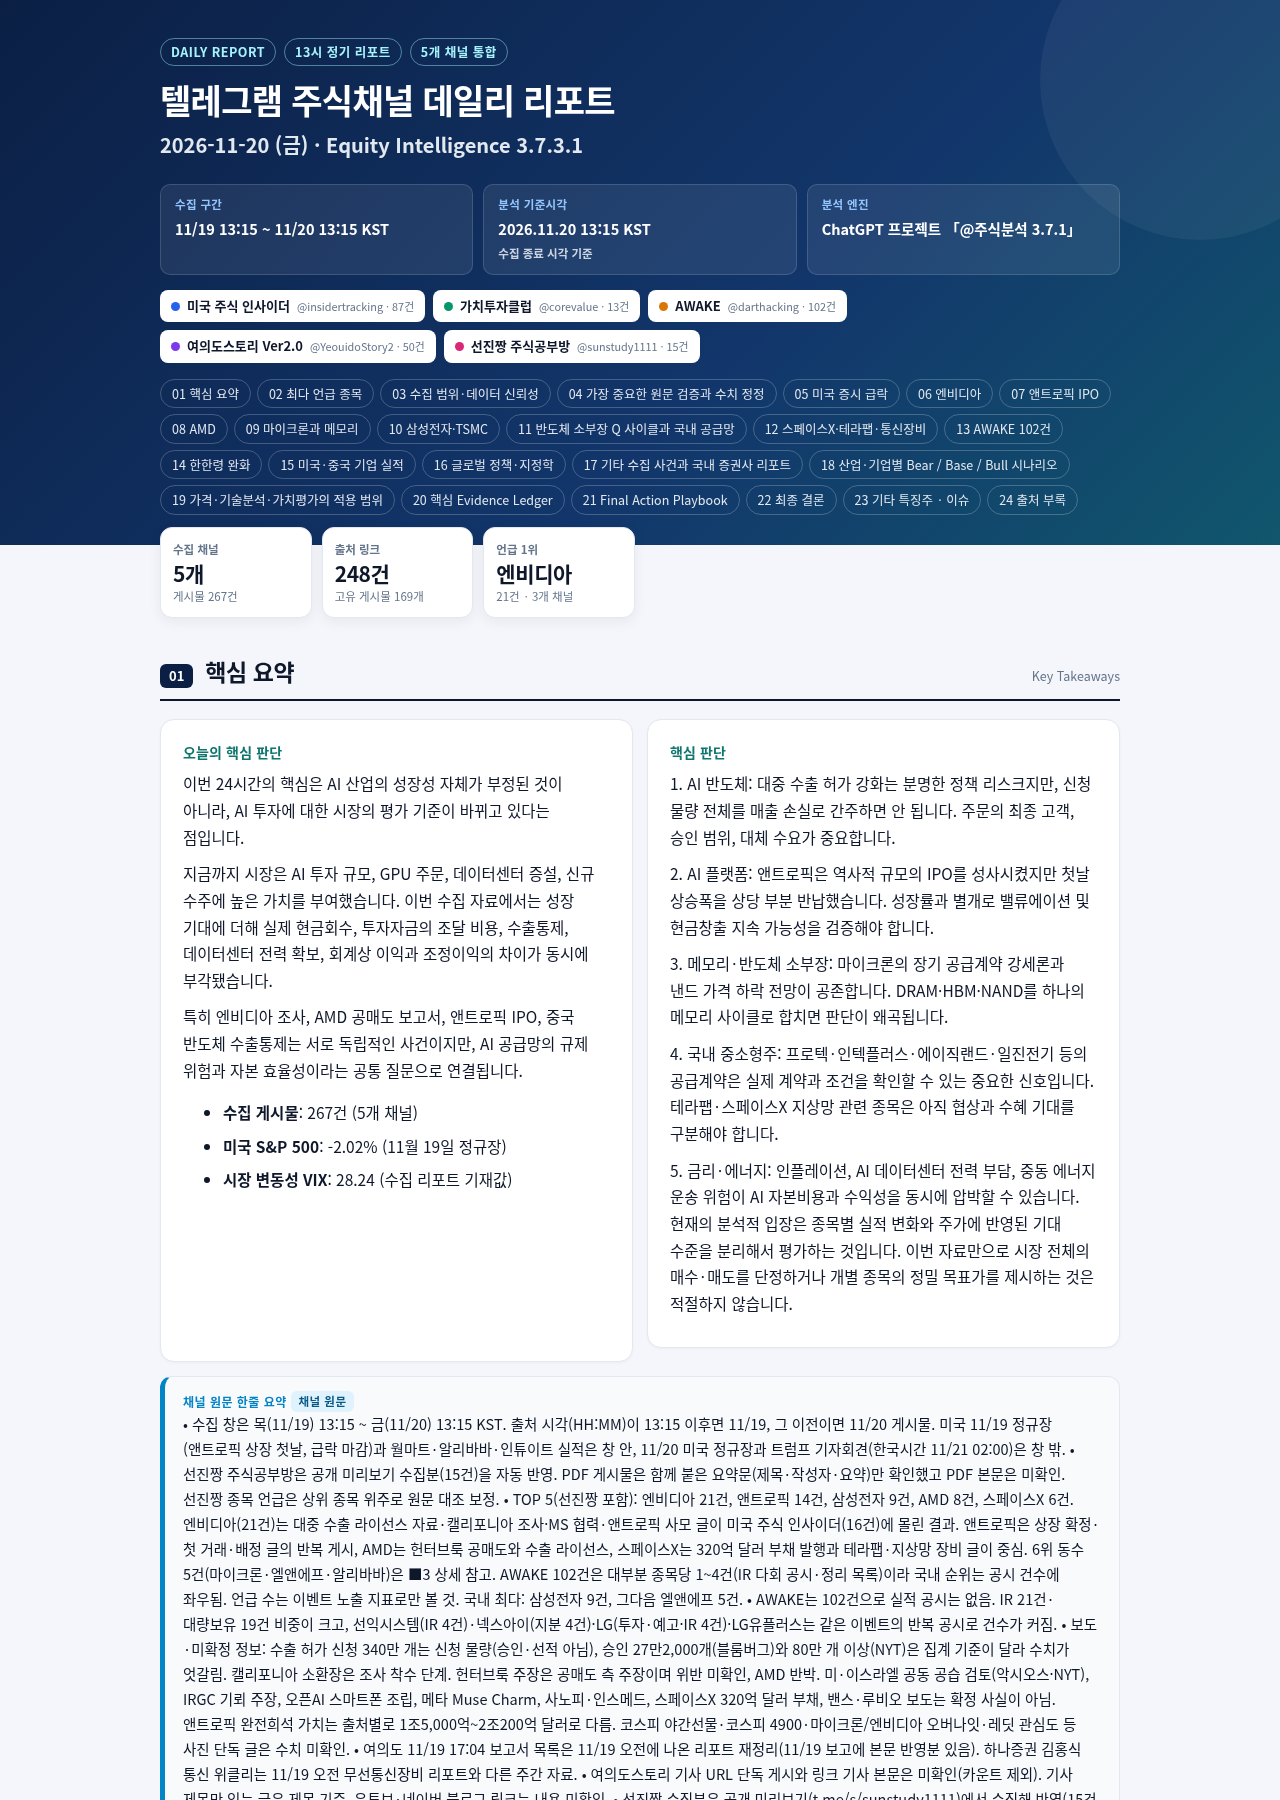 DAILY REPORT
13시 정기 리포트
5개 채널 통합
텔레그램 주식채널 데일리 리포트
2026-11-20 (금) · Equity Intelligence 3.7.3.1
수집 구간
11/19 13:15 ~ 11/20 13:15 KST
분석 기준시각
2026.11.20 13:15 KST
수집 종료 시각 기준
분석 엔진
ChatGPT 프로젝트 「@주식분석 3.7.1」
미국 주식 인사이더 @insidertracking · 87건
가치투자클럽 @corevalue · 13건
AWAKE @darthacking · 102건
여의도스토리 Ver2.0 @YeouidoStory2 · 50건
선진짱 주식공부방 @sunstudy1111 · 15건
01 핵심 요약
02 최다 언급 종목
03 수집 범위·데이터 신뢰성
04 가장 중요한 원문 검증과 수치 정정
05 미국 증시 급락
06 엔비디아
07 앤트로픽 IPO
08 AMD
09 마이크론과 메모리
10 삼성전자·TSMC
11 반도체 소부장 Q 사이클과 국내 공급망
12 스페이스X·테라팹·통신장비
13 AWAKE 102건
14 한한령 완화
15 미국·중국 기업 실적
16 글로벌 정책·지정학
17 기타 수집 사건과 국내 증권사 리포트
18 산업·기업별 Bear / Base / Bull 시나리오
19 가격·기술분석·가치평가의 적용 범위
20 핵심 Evidence Ledger
21 Final Action Playbook
22 최종 결론
23 기타 특징주 · 이슈
24 출처 부록
수집 채널
5개
게시물 267건
출처 링크
248건
고유 게시물 169개
언급 1위
엔비디아
21건 · 3개 채널
01 핵심 요약
Key Takeaways
오늘의 핵심 판단
이번 24시간의 핵심은 AI 산업의 성장성 자체가 부정된 것이
아니라, AI 투자에 대한 시장의 평가 기준이 바뀌고 있다는
점입니다.
지금까지 시장은 AI 투자 규모, GPU 주문, 데이터센터 증설, 신규
수주에 높은 가치를 부여했습니다. 이번 수집 자료에서는 성장
기대에 더해 실제 현금회수, 투자자금의 조달 비용, 수출통제,
데이터센터 전력 확보, 회계상 이익과 조정이익의 차이가 동시에
부각됐습니다.
특히 엔비디아 조사, AMD 공매도 보고서, 앤트로픽 IPO, 중국
반도체 수출통제는 서로 독립적인 사건이지만, AI 공급망의 규제
위험과 자본 효율성이라는 공통 질문으로 연결됩니다.
• 수집 게시물: 267건 (5개 채널)
• 미국 S&P 500: -2.02% (11월 19일 정규장)
• 시장 변동성 VIX: 28.24 (수집 리포트 기재값)
핵심 판단
1. AI 반도체: 대중 수출 허가 강화는 분명한 정책 리스크지만, 신청
물량 전체를 매출 손실로 간주하면 안 됩니다. 주문의 최종 고객,
승인 범위, 대체 수요가 중요합니다.
2. AI 플랫폼: 앤트로픽은 역사적 규모의 IPO를 성사시켰지만 첫날
상승폭을 상당 부분 반납했습니다. 성장률과 별개로 밸류에이션 및
현금창출 지속 가능성을 검증해야 합니다.
3. 메모리·반도체 소부장: 마이크론의 장기 공급계약 강세론과
낸드 가격 하락 전망이 공존합니다. DRAM·HBM·NAND를 하나의
메모리 사이클로 합치면 판단이 왜곡됩니다.
4. 국내 중소형주: 프로텍·인텍플러스·에이직랜드·일진전기 등의
공급계약은 실제 계약과 조건을 확인할 수 있는 중요한 신호입니다.
테라팹·스페이스X 지상망 관련 종목은 아직 협상과 수혜 기대를
구분해야 합니다.
5. 금리·에너지: 인플레이션, AI 데이터센터 전력 부담, 중동 에너지
운송 위험이 AI 자본비용과 수익성을 동시에 압박할 수 있습니다.
현재의 분석적 입장은 종목별 실적 변화와 주가에 반영된 기대
수준을 분리해서 평가하는 것입니다. 이번 자료만으로 시장 전체의
매수·매도를 단정하거나 개별 종목의 정밀 목표가를 제시하는 것은
적절하지 않습니다.
채널 원문 한줄 요약 채널 원문
• 수집 창은 목(11/19) 13:15 ~ 금(11/20) 13:15 KST. 출처 시각(HH:MM)이 13:15 이후면 11/19, 그 이전이면 11/20 게시물. 미국 11/19 정규장
(앤트로픽 상장 첫날, 급락 마감)과 월마트·알리바바·인튜이트 실적은 창 안, 11/20 미국 정규장과 트럼프 기자회견(한국시간 11/21 02:00)은 창 밖. •
선진짱 주식공부방은 공개 미리보기 수집분(15건)을 자동 반영. PDF 게시물은 함께 붙은 요약문(제목·작성자·요약)만 확인했고 PDF 본문은 미확인.
선진짱 종목 언급은 상위 종목 위주로 원문 대조 보정. • TOP 5(선진짱 포함): 엔비디아 21건, 앤트로픽 14건, 삼성전자 9건, AMD 8건, 스페이스X 6건.
엔비디아(21건)는 대중 수출 라이선스 자료·캘리포니아 조사·MS 협력·앤트로픽 사모 글이 미국 주식 인사이더(16건)에 몰린 결과. 앤트로픽은 상장 확정·
첫 거래·배정 글의 반복 게시, AMD는 헌터브룩 공매도와 수출 라이선스, 스페이스X는 320억 달러 부채 발행과 테라팹·지상망 장비 글이 중심. 6위 동수
5건(마이크론·엘앤에프·알리바바)은 ■3 상세 참고. AWAKE 102건은 대부분 종목당 1~4건(IR 다회 공시·정리 목록)이라 국내 순위는 공시 건수에
좌우됨. 언급 수는 이벤트 노출 지표로만 볼 것. 국내 최다: 삼성전자 9건, 그다음 엘앤에프 5건. • AWAKE는 102건으로 실적 공시는 없음. IR 21건·
대량보유 19건 비중이 크고, 선익시스템(IR 4건)·넥스아이(지분 4건)·LG(투자·예고·IR 4건)·LG유플러스는 같은 이벤트의 반복 공시로 건수가 커짐. • 보도
·미확정 정보: 수출 허가 신청 340만 개는 신청 물량(승인·선적 아님), 승인 27만2,000개(블룸버그)와 80만 개 이상(NYT)은 집계 기준이 달라 수치가
엇갈림. 캘리포니아 소환장은 조사 착수 단계. 헌터브룩 주장은 공매도 측 주장이며 위반 미확인, AMD 반박. 미·이스라엘 공동 공습 검토(악시오스·NYT),
IRGC 기뢰 주장, 오픈AI 스마트폰 조립, 메타 Muse Charm, 사노피·인스메드, 스페이스X 320억 달러 부채, 밴스·루비오 보도는 확정 사실이 아님.
앤트로픽 완전희석 가치는 출처별로 1조5,000억~2조200억 달러로 다름. 코스피 야간선물·코스피 4900·마이크론/엔비디아 오버나잇·레딧 관심도 등
사진 단독 글은 수치 미확인. • 여의도 11/19 17:04 보고서 목록은 11/19 오전에 나온 리포트 재정리(11/19 보고에 본문 반영분 있음). 하나증권 김홍식
통신 위클리는 11/19 오전 무선통신장비 리포트와 다른 주간 자료. • 여의도스토리 기사 URL 단독 게시와 링크 기사 본문은 미확인(카운트 제외). 기사
제목만 있는 글은 제목 기준. 유튜브·네이버 블로그 링크는 내용 미확인. • 선진짱 수집분은 공개 미리보기(t.me/s/sunstudy1111)에서 수집해 반영(15건